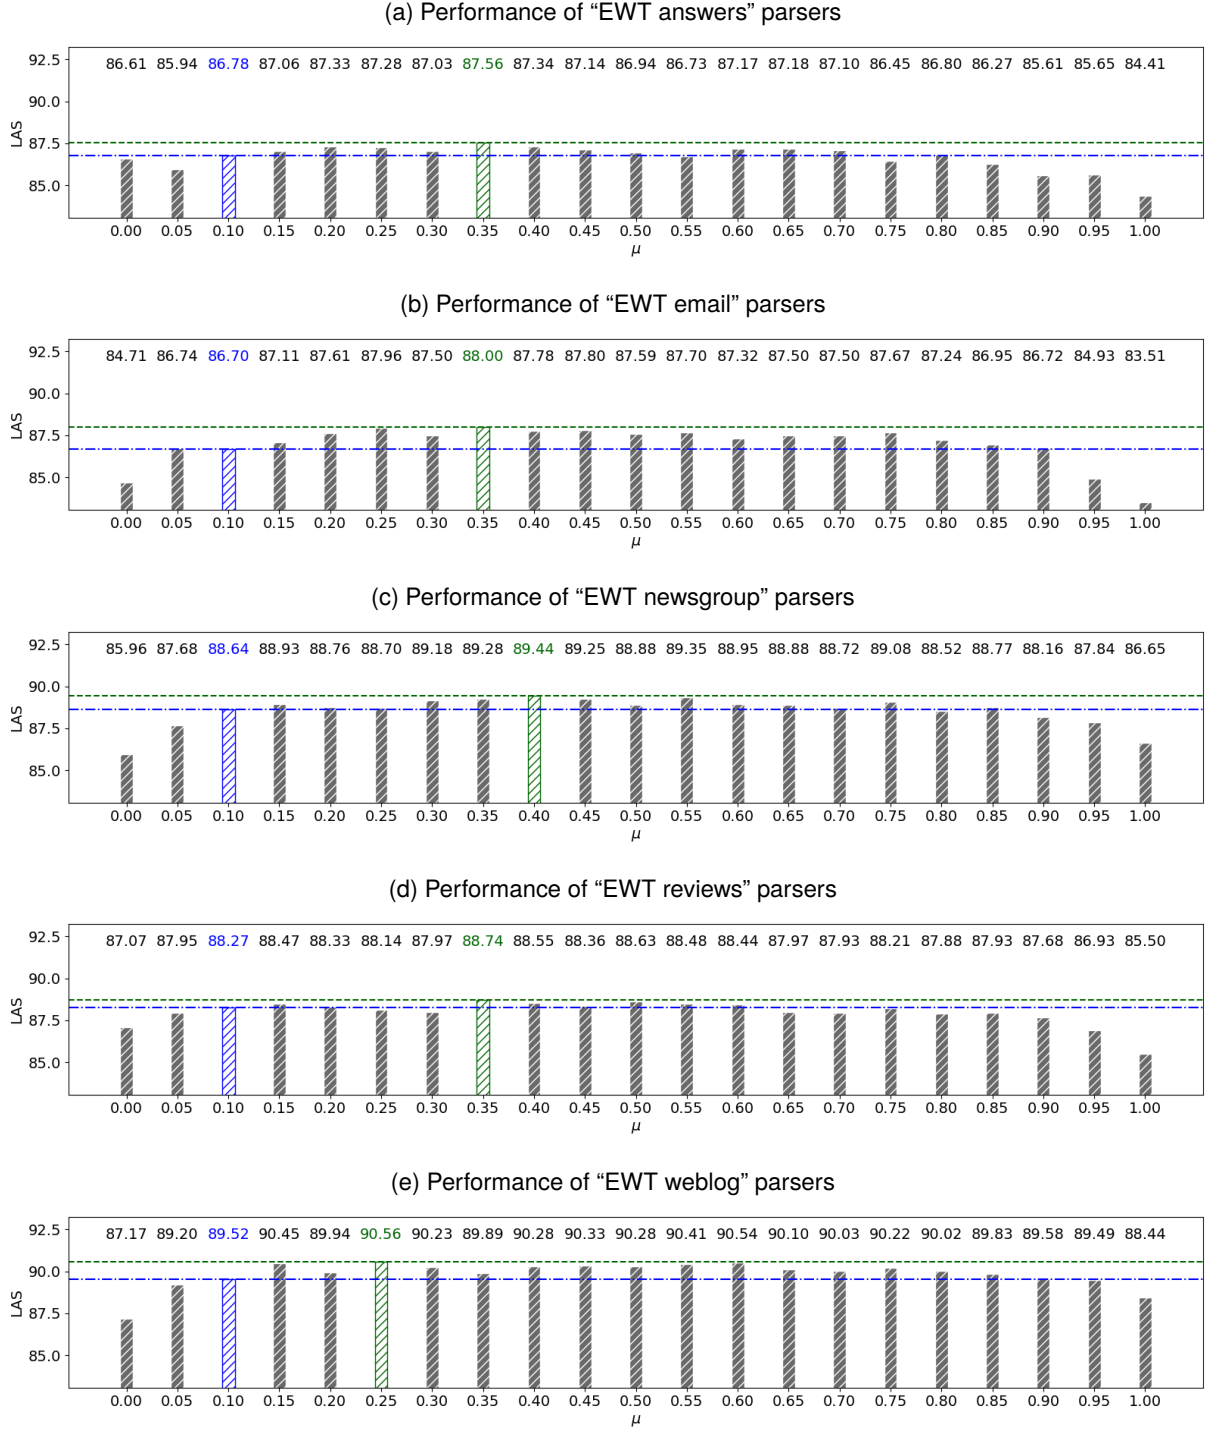 (a) Performance of “EWT answers” parsers
92.5
86.61 85.94 86.78 87.06 87.33 87.28 87.03 87.56 87.34 87.14 86.94 86.73 87.17 87.18 87.10 86.45 86.80 86.27 85.61 85.65 84.41
90.0
LAS
87.5
85.0
0.00 0.05 0.10 0.15 0.20 0.25 0.30 0.35 0.40 0.45 0.50 0.55 0.60 0.65 0.70 0.75 0.80 0.85 0.90 0.95 1.00
μ
(b) Performance of “EWT email” parsers
92.5
84.71 86.74 86.70 87.11 87.61 87.96 87.50 88.00 87.78 87.80 87.59 87.70 87.32 87.50 87.50 87.67 87.24 86.95 86.72 84.93 83.51
90.0
LAS
87.5
85.0
0.00 0.05 0.10 0.15 0.20 0.25 0.30 0.35 0.40 0.45 0.50 0.55 0.60 0.65 0.70 0.75 0.80 0.85 0.90 0.95 1.00
μ
(c) Performance of “EWT newsgroup” parsers
92.5
85.96 87.68 88.64 88.93 88.76 88.70 89.18 89.28 89.44 89.25 88.88 89.35 88.95 88.88 88.72 89.08 88.52 88.77 88.16 87.84 86.65
90.0
LAS
87.5
85.0
0.00 0.05 0.10 0.15 0.20 0.25 0.30 0.35 0.40 0.45 0.50 0.55 0.60 0.65 0.70 0.75 0.80 0.85 0.90 0.95 1.00
μ
(d) Performance of “EWT reviews” parsers
92.5
87.07 87.95 88.27 88.47 88.33 88.14 87.97 88.74 88.55 88.36 88.63 88.48 88.44 87.97 87.93 88.21 87.88 87.93 87.68 86.93 85.50
90.0
LAS
87.5
85.0
0.00 0.05 0.10 0.15 0.20 0.25 0.30 0.35 0.40 0.45 0.50 0.55 0.60 0.65 0.70 0.75 0.80 0.85 0.90 0.95 1.00
μ
(e) Performance of “EWT weblog” parsers
92.5
87.17 89.20 89.52 90.45 89.94 90.56 90.23 89.89 90.28 90.33 90.28 90.41 90.54 90.10 90.03 90.22 90.02 89.83 89.58 89.49 88.44
90.0
LAS
87.5
85.0
0.00 0.05 0.10 0.15 0.20 0.25 0.30 0.35 0.40 0.45 0.50 0.55 0.60 0.65 0.70 0.75 0.80 0.85 0.90 0.95 1.00
μ